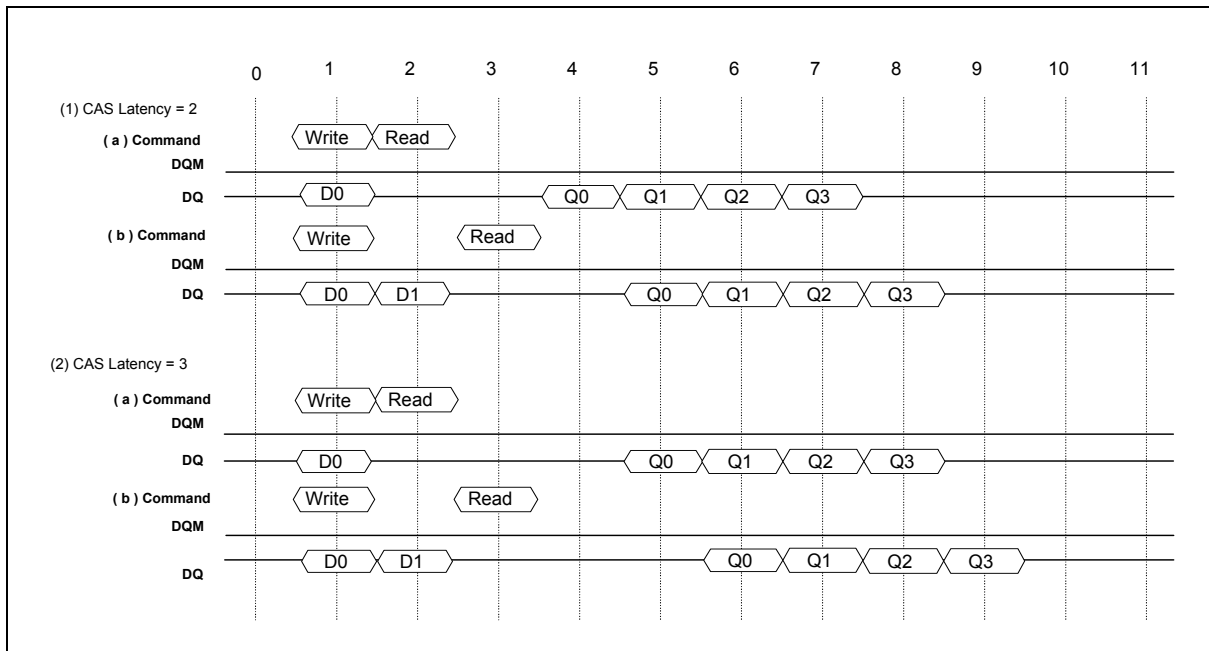 0 1 2 3 4 5 6 7 8 9 10 11
(1) CAS Latency = 2
( a ) Command Write Read
DQM
DQ D0 Q0 Q1 Q2 Q3
( b ) Command Write Read
DQM
DQ D0 D1 Q0 Q1 Q2 Q3
(2) CAS Latency = 3
( a ) Command Write Read
DQM
DQ D0 Q0 Q1 Q2 Q3
( b ) Command Write Read
DQM
DQ D0 D1 Q0 Q1 Q2 Q3